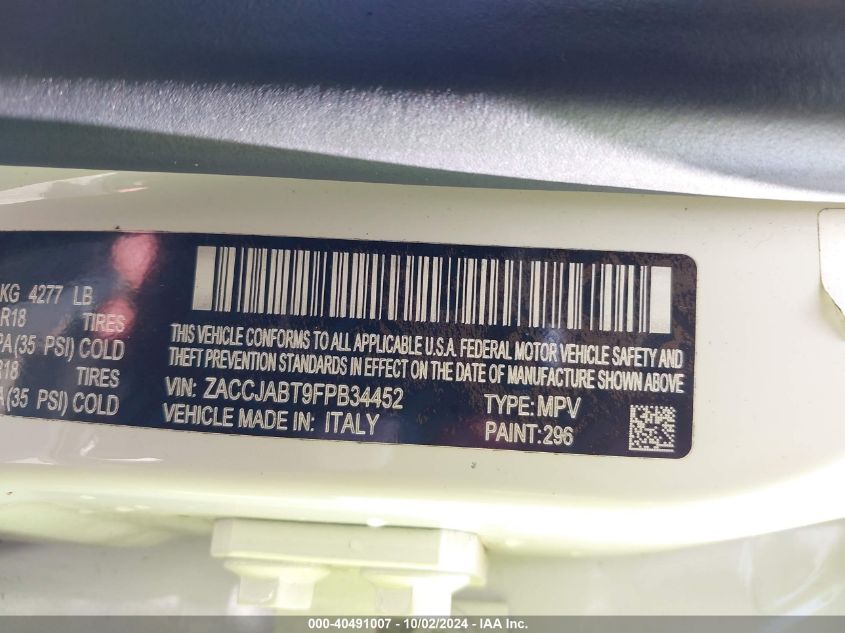 KG 4277 LB
R18 TIRES
PA(35 PSI) COLD
R18 TIRES
A(35 PSI) COLD
THIS VEHICLE CONFORMS TO ALL APPLICABLE U.S.A. FEDERAL MOTOR VEHICLE SAFETY AND
THEFT PREVENTION STANDARDS IN EFFECT ON THE DATE OF MANUFACTURE SHOWN ABOVE
VIN: ZACCJABT9FPB34452 TYPE: MPV
VEHICLE MADE IN: ITALY PAINT:296
000-40491007 - 10/02/2024 - IAA Inc.